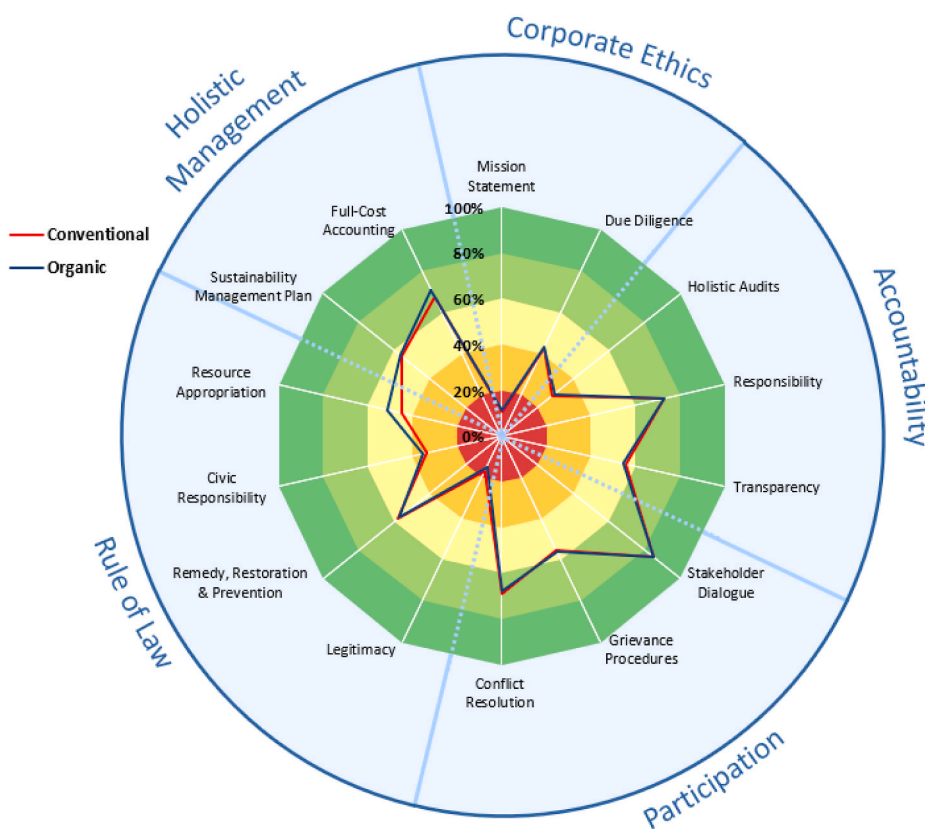 Corporate Ethics
Holistic
Management
Mission
Statement
Full-Cost
Accounting
100%
Due Diligence
Conventional
Organic
80%
Sustainability
Management Plan
Holistic Audits
60%
Accountability
40%
Resource
Appropriation
Responsibility
20%
0%
Civic
Responsibility
Transparency
Rule of Law
Remedy, Restoration
& Prevention
Stakeholder
Dialogue
Legitimacy
Grievance
Procedures
Conflict
Resolution
Participation